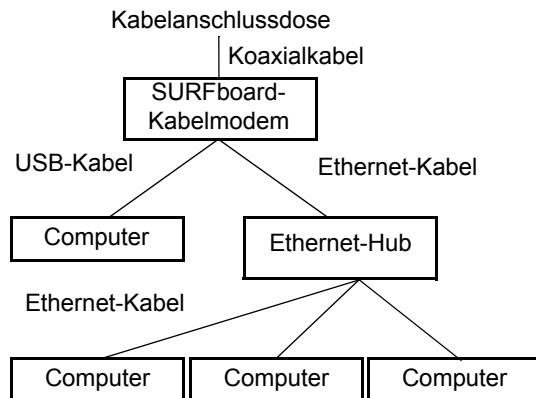 Kabelanschlussdose
Koaxialkabel
SURFboard-
Kabelmodem
USB-Kabel
Ethernet-Kabel
Computer
Ethernet-Hub
Ethernet-Kabel
Computer
Computer
Computer